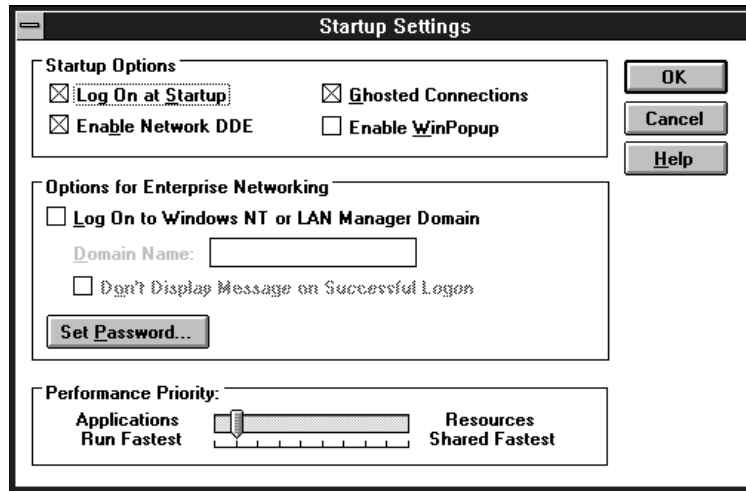 Startup Settings
Startup Options
Log On at Startup
Ghosted Connections
Enable Network DDE
Enable WinPopup
OK
Cancel
Help
Options for Enterprise Networking
Log On to Windows NT or LAN Manager Domain
Domain Name:
Don't Display Message on Successful Logon
Set Password...
Performance Priority:
Applications
Run Fastest
Resources
Shared Fastest